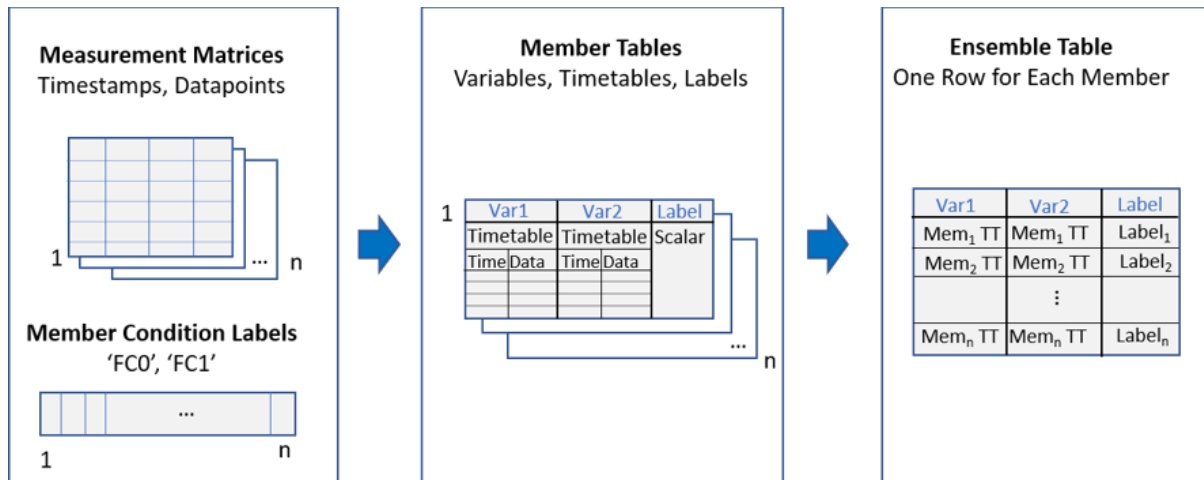 Measurement Matrices
Timestamps, Datapoints
1
...
n
Member Condition Labels
‘FC0’, ‘FC1’
...
1
n
Member Tables
Variables, Timetables, Labels
1
Var1 Var2 Label
Timetable Timetable Scalar
Time Data Time Data
...
n
Ensemble Table
One Row for Each Member
Var1 Var2 Label
Mem₁ TT Mem₁ TT Label₁
Mem₂ TT Mem₂ TT Label₂
⋮
Memₙ TT Memₙ TT Labelₙ